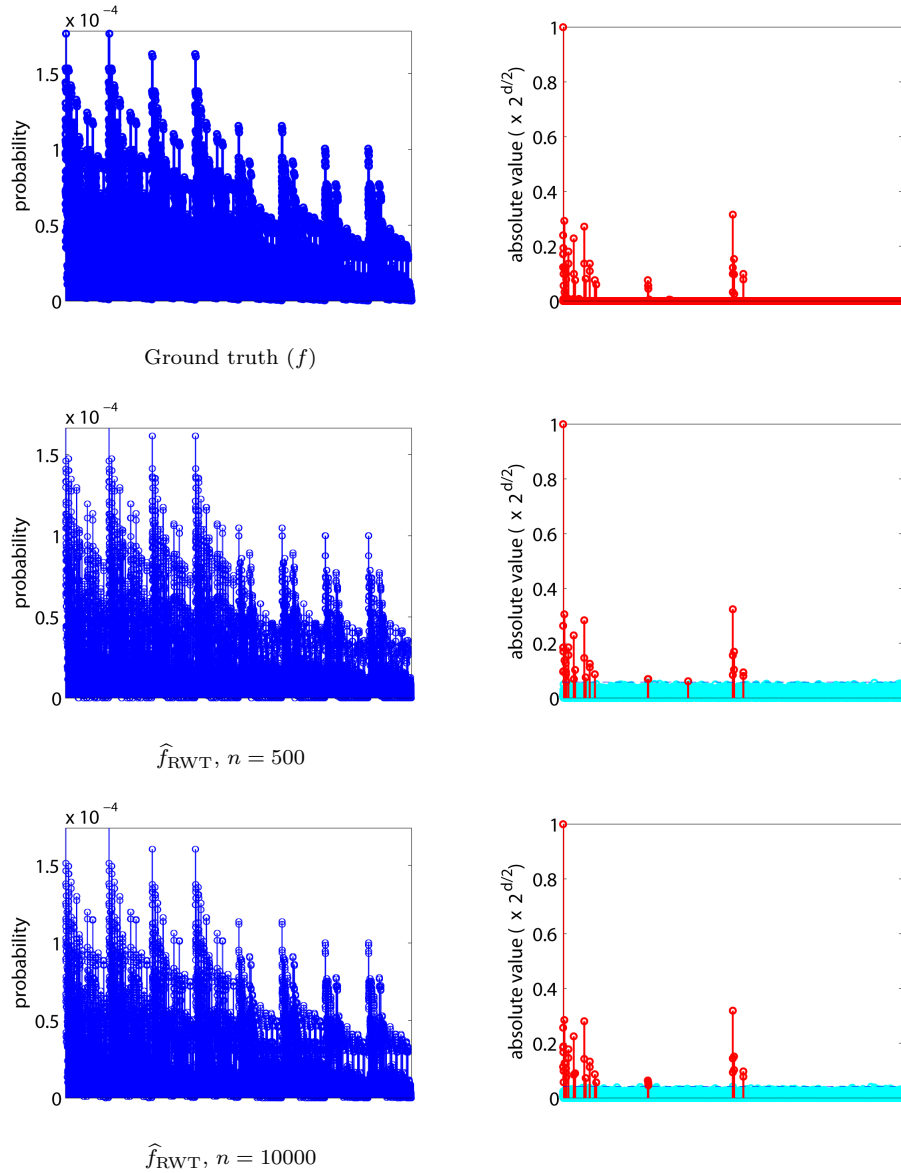 x 10⁻⁴
probability
1.5
1
0.5
0
absolute value ( x 2^{d/2})
1
0.8
0.6
0.4
0.2
0
Ground truth (f)
x 10⁻⁴
probability
1.5
1
0.5
0
absolute value ( x 2^{d/2})
1
0.8
0.6
0.4
0.2
0
f̂_RWT, n = 500
x 10⁻⁴
probability
1.5
1
0.5
0
absolute value ( x 2^{d/2})
1
0.8
0.6
0.4
0.2
0
f̂_RWT, n = 10000